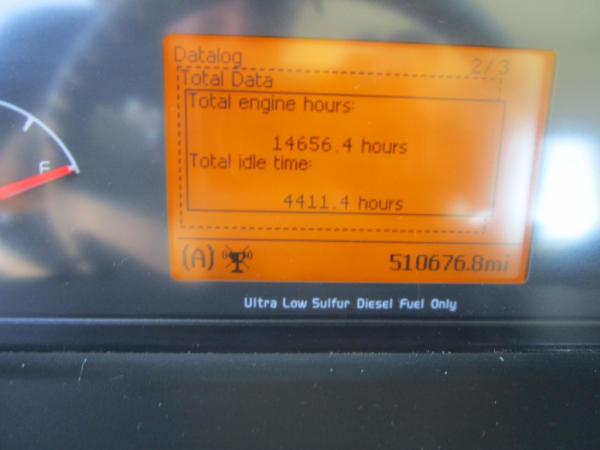 Datalog 2/3
Total Data
Total engine hours:
14656.4 hours
Total idle time:
4411.4 hours
F
(A) 510676.8mi
Ultra Low Sulfur Diesel Fuel Only